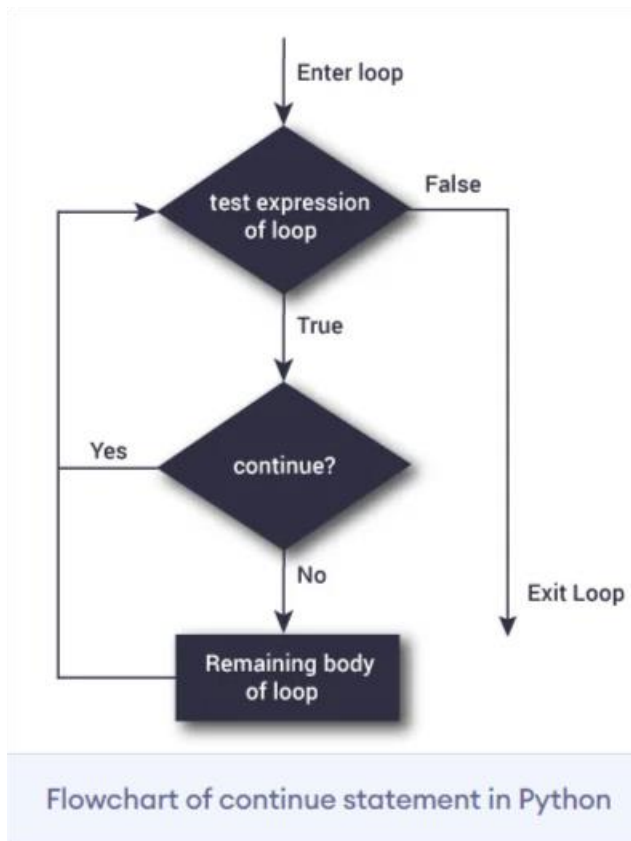 Enter loop
test expression
of loop
False
True
continue?
Yes
No
Remaining body
of loop
Exit Loop
Flowchart of continue statement in Python